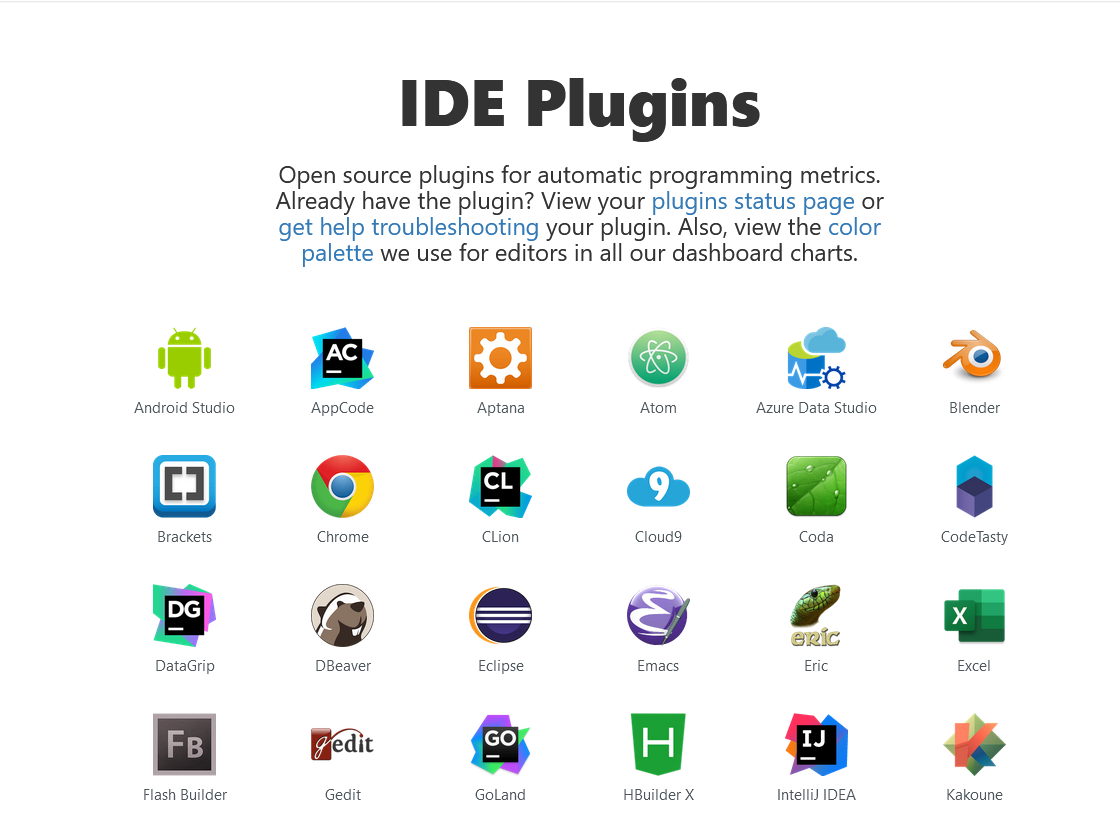 IDE Plugins
Open source plugins for automatic programming metrics.
Already have the plugin? View your plugins status page or
get help troubleshooting your plugin. Also, view the color
palette we use for editors in all our dashboard charts.
AC
Android Studio
AppCode
Aptana
Atom
Azure Data Studio
Blender
CL
9
Brackets
Chrome
CLion
Cloud9
Coda
CodeTasty
DG
eric
X
DataGrip
DBeaver
Eclipse
Emacs
Eric
Excel
FB
gedit
GO
H
IJ
Flash Builder
Gedit
GoLand
HBuilder X
IntelliJ IDEA
Kakoune